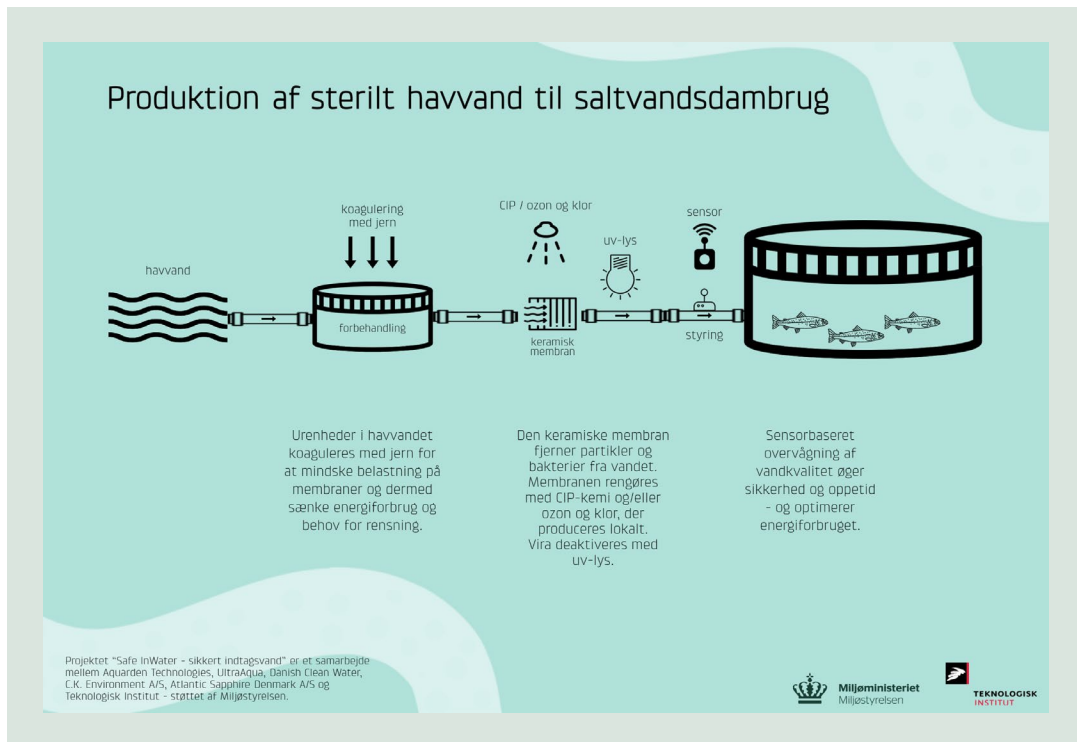 Produktion af sterilt havvand til saltvandsdambrug
havvand
koagulering
med jern
forbehandling
CIP / ozon og klor
keramisk
membran
uv-lys
sensor
styring
Urenheder i havvandet
koaguleres med jern for
at mindske belastning på
membraner og dermed
sænke energiforbrug og
behov for rensning.
Den keramiske membran
fjerner partikler og
bakterier fra vandet.
Membranen rengøres
med CIP-kemi og/eller
ozon og klor, der
produceres lokalt.
Vira deaktiveres med
uv-lys.
Sensorbaseret
overvågning af
vandkvalitet øger
sikkerhed og oppetid
- og optimerer
energiforbruget.
Projektet "Safe InWater - sikkert indtagsvand" er et samarbejde
mellem Aquarden Technologies, UltraAqua, Danish Clean Water,
C.K. Environment A/S, Atlantic Sapphire Denmark A/S og
Teknologisk Institut - støttet af Miljøstyrelsen.
Miljøministeriet
Miljøstyrelsen
TEKNOLOGISK
INSTITUT